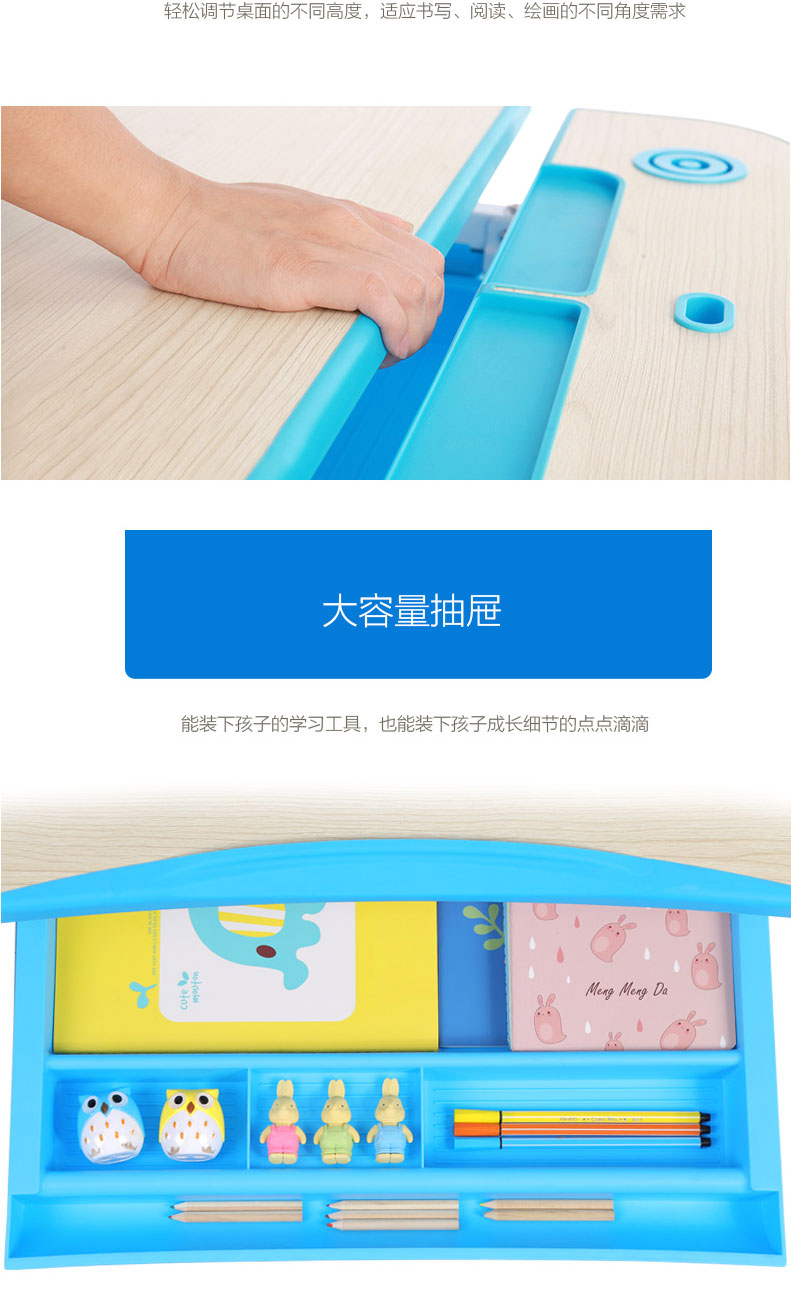 轻松调节桌面的不同高度，适应书写、阅读、绘画的不同角度需求
大容量抽屉
能装下孩子的学习工具，也能装下孩子成长细节的点点滴滴
cute
mouton
Meng Meng Da